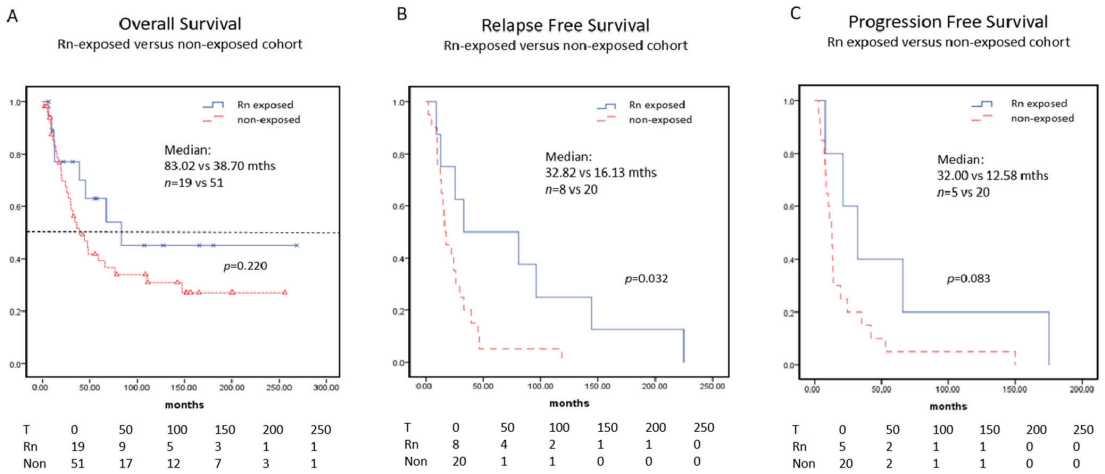 A
Overall Survival
Rn-exposed versus non-exposed cohort
1.0
0.8
0.6
0.4
0.2
0.0
Rn exposed
non-exposed
Median:
83.02 vs 38.70 mths
n=19 vs 51
p=0.220
0.00 50.00 100.00 150.00 200.00 250.00 300.00
months
T 0 50 100 150 200 250
Rn 19 9 5 3 1 1
Non 51 17 12 7 3 1
B
Relapse Free Survival
Rn-exposed versus non-exposed cohort
1.0
0.8
0.6
0.4
0.2
0.0
Rn exposed
non-exposed
Median:
32.82 vs 16.13 mths
n=8 vs 20
p=0.032
0.00 50.00 100.00 150.00 200.00 250.00
months
T 0 50 100 150 200 250
Rn 8 4 2 1 1 0
Non 20 1 1 0 0 0
C
Progression Free Survival
Rn exposed versus non-exposed cohort
1.0
0.8
0.6
0.4
0.2
0.0
Rn exposed
non-exposed
Median:
32.00 vs 12.58 mths
n=5 vs 20
p=0.083
0.00 50.00 100.00 150.00 200.00
months
T 0 50 100 150 200 250
Rn 5 2 1 1 0 0
Non 20 2 1 1 0 0